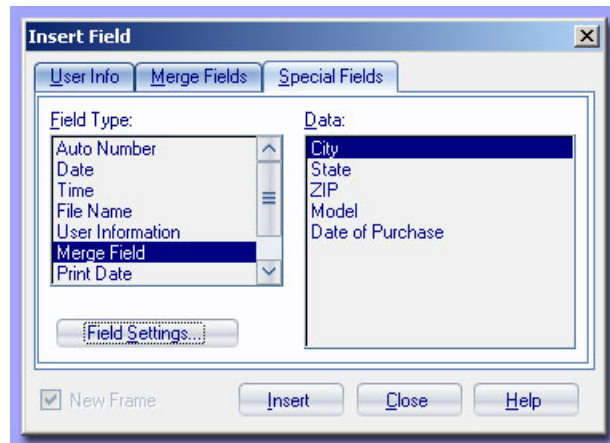 Insert Field
User Info
Merge Fields
Special Fields
Field Type:
Auto Number
Date
Time
File Name
User Information
Merge Field
Print Date
Field Settings...
Data:
City
State
ZIP
Model
Date of Purchase
New Frame
Insert
Close
Help